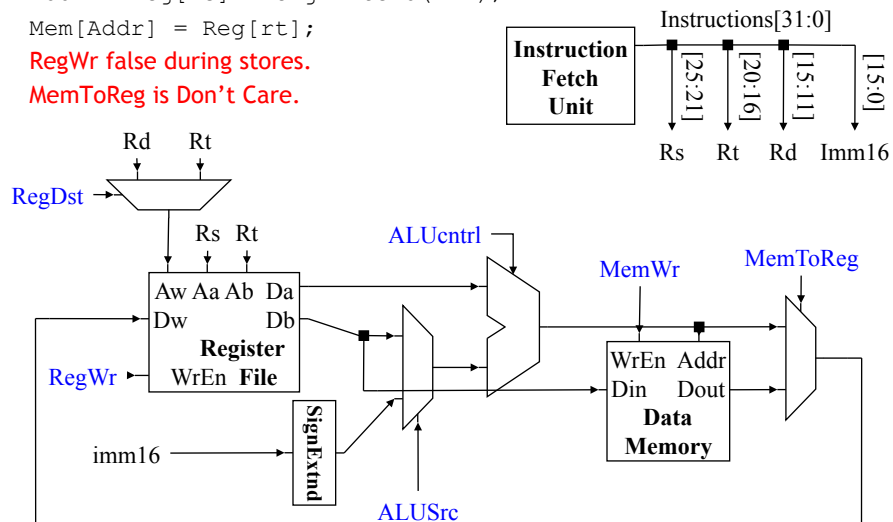 Mem[Addr] = Reg[rt];
RegWr false during stores.
MemToReg is Don't Care.
Instructions[31:0]
Instruction
Fetch
Unit
[25:21]
[20:16]
[15:11]
[15:0]
Rs
Rt
Rd
Imm16
Rd
Rt
RegDst
Rs
Rt
ALUcntrl
MemWr
MemToReg
Aw Aa Ab Da
Dw
Db
Register
File
WrEn
RegWr
WrEn Addr
Din Dout
Data
Memory
imm16
SignExtnd
ALUSrc